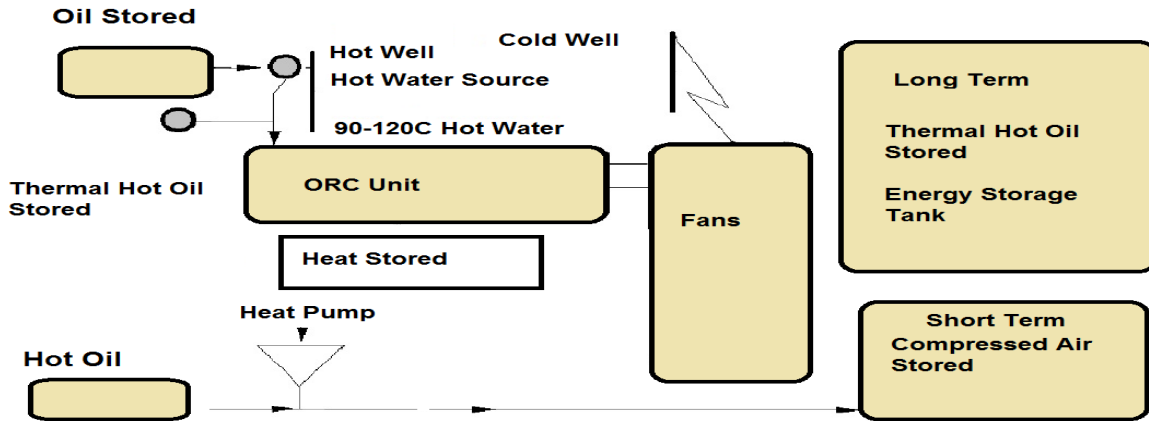 Oil Stored
Hot Well
Hot Water Source
90-120C Hot Water
Cold Well
Thermal Hot Oil
Stored
ORC Unit
Heat Stored
Heat Pump
Hot Oil
Fans
Long Term
Thermal Hot Oil
Stored
Energy Storage
Tank
Short Term
Compressed Air
Stored